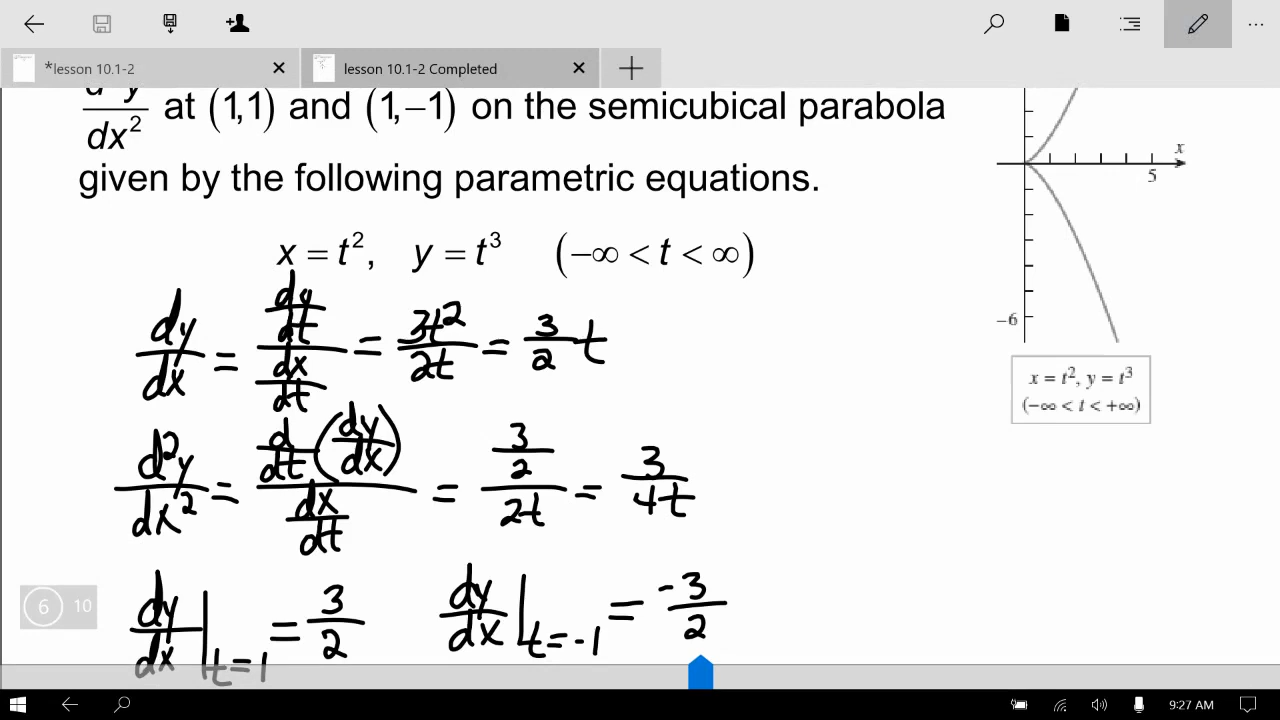 *lesson 10.1-2
lesson 10.1-2 Completed
d²y/dx² at (1,1) and (1,−1) on the semicubical parabola
given by the following parametric equations.
x = t², y = t³ (−∞ < t < ∞)
dy/dx = (dy/dt)/(dx/dt) = 3t²/2t = 3/2 t
d²y/dx² = (d/dt (dy/dx))/(dx/dt) = (3/2)/2t = 3/4t
dy/dx |t=1 = 3/2 dy/dx |t=-1 = -3/2
x
5
−6
x = t², y = t³
(−∞ < t < +∞)
6 10
9:27 AM